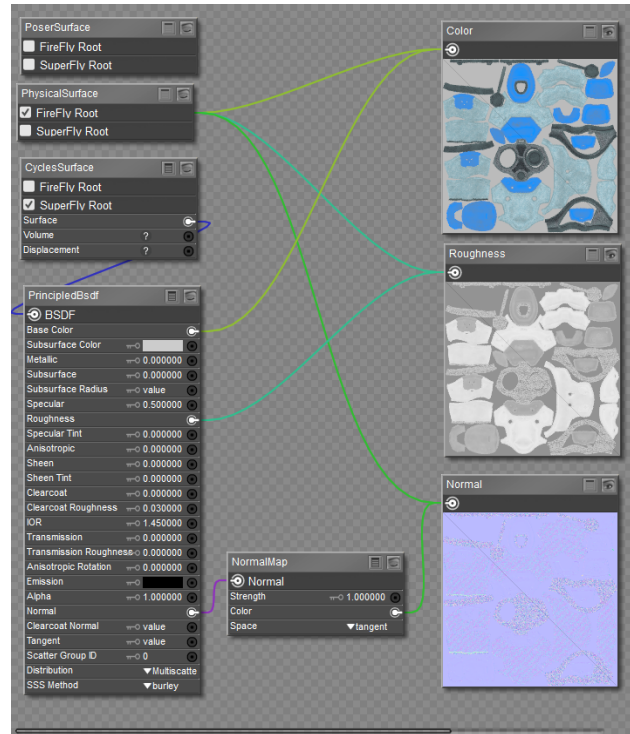 PoserSurface
FireFly Root
SuperFly Root
PhysicalSurface
FireFly Root
SuperFly Root
CyclesSurface
FireFly Root
SuperFly Root
Surface
Volume ?
Displacement ?
PrincipledBsdf
BSDF
Base Color
Subsurface Color
Metallic 0.000000
Subsurface 0.000000
Subsurface Radius value
Specular 0.500000
Roughness
Specular Tint 0.000000
Anisotropic 0.000000
Sheen 0.000000
Sheen Tint 0.000000
Clearcoat 0.000000
Clearcoat Roughness 0.030000
IOR 1.450000
Transmission 0.000000
Transmission Roughness 0.000000
Anisotropic Rotation 0.000000
Emission
Alpha 1.000000
Normal
Clearcoat Normal value
Tangent value
Scatter Group ID 0
Distribution Multiscatte
SSS Method burley
NormalMap
Normal
Strength 1.000000
Color
Space tangent
Color
Roughness
Normal